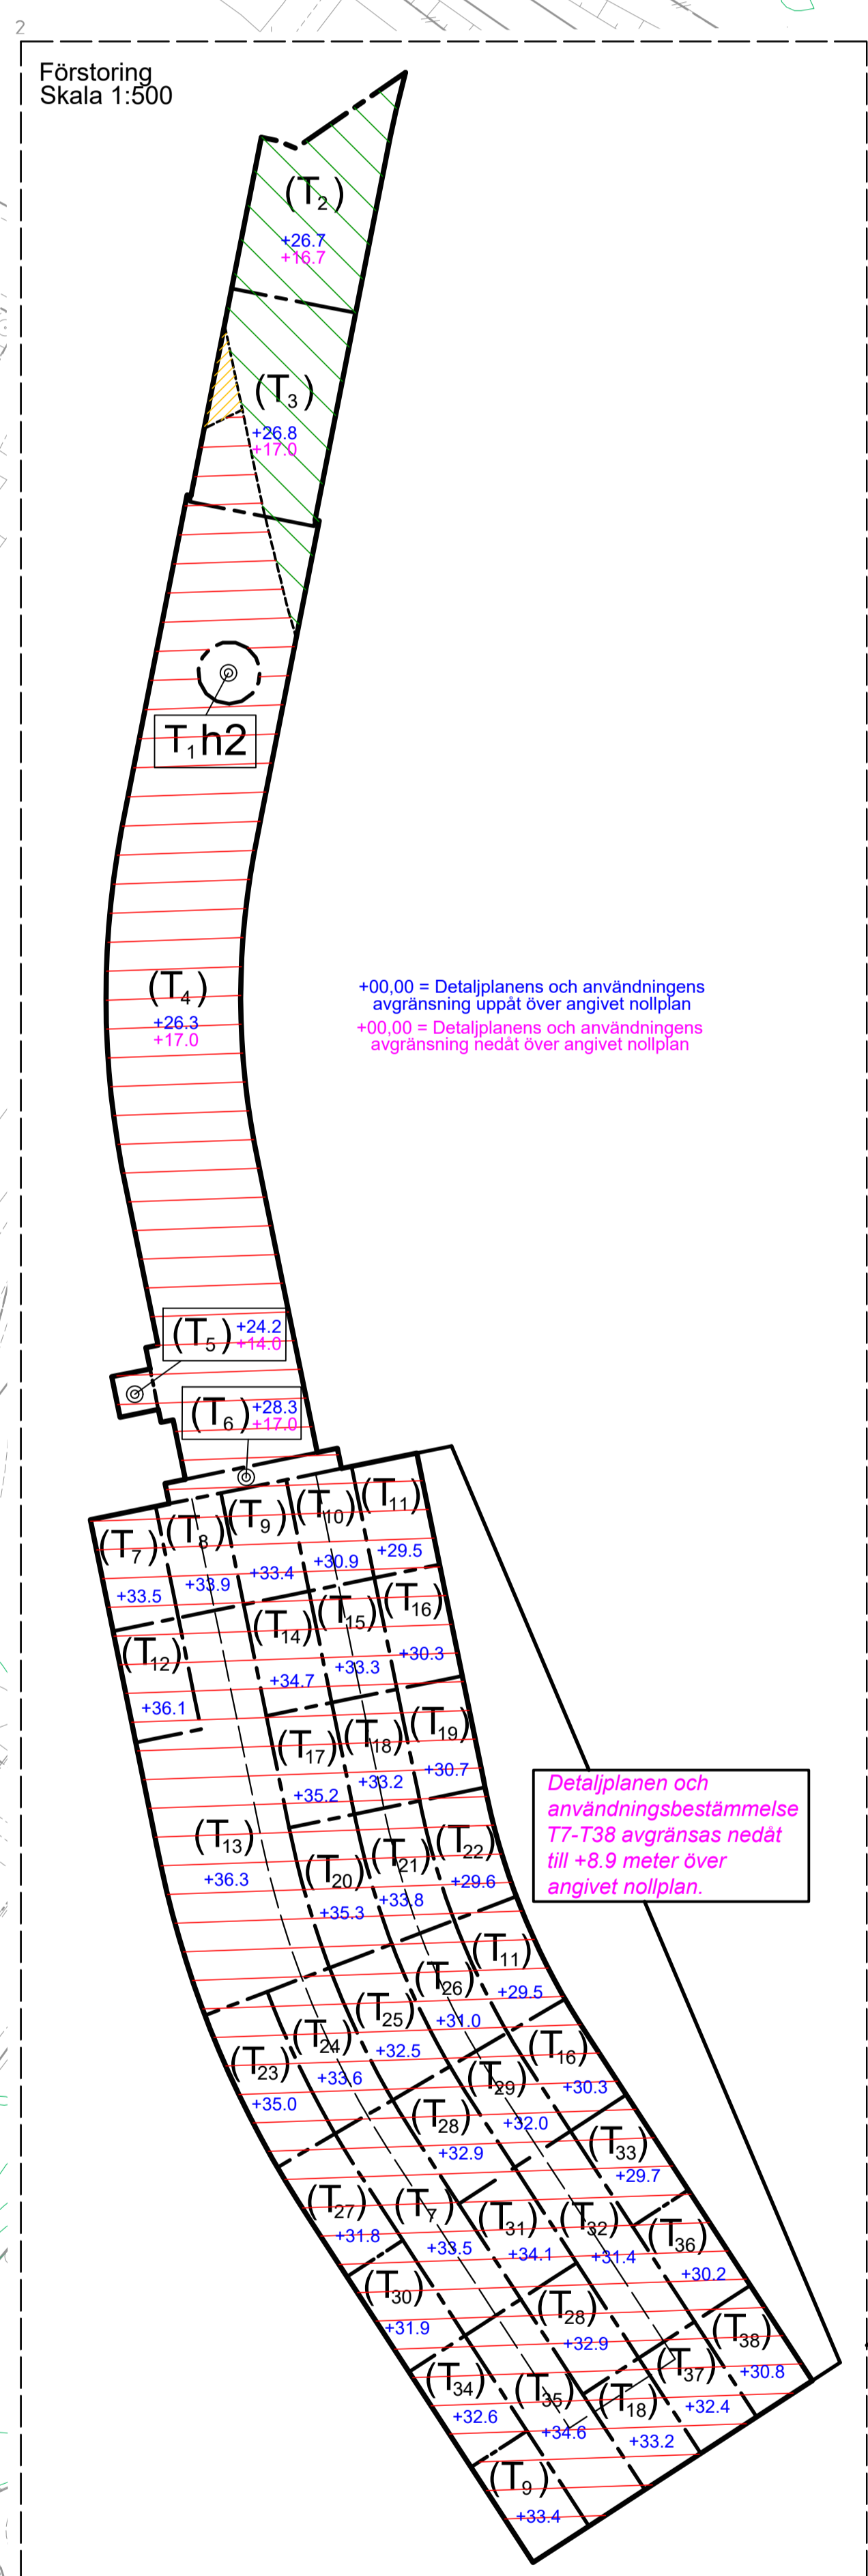 2
Förstoring
Skala 1:500
(T2)
+26.7
+16.7
(T3)
+26.8
+17.0
T1h2
(T4)
+26.3
+17.0
+00,00 = Detaljplanens och användningens
avgränsning uppåt över angivet nollplan
+00,00 = Detaljplanens och användningens
avgränsning nedåt över angivet nollplan
(T5) +24.2
+14.0
(T6) +28.3
+17.0
(T7)
+33.5
(T8)
+33.9
(T9)
+33.4
(T10)
+30.9
(T11)
+29.5
(T12)
+36.1
(T14)
+34.7
(T15)
+33.3
(T16)
+30.3
(T13)
+36.3
(T17)
+35.2
(T18)
+33.2
(T19)
+30.7
(T20)
+35.3
(T21)
+33.8
(T22)
+29.6
Detaljplanen och
användningsbestämmelse
T7-T38 avgränsas nedåt
till +8.9 meter över
angivet nollplan.
(T23)
+35.0
(T24)
+33.6
(T25)
+32.5
(T26)
+31.0
(T11)
+29.5
(T27)
+31.8
(T7)
+33.5
(T28)
+32.9
(T29)
+32.0
(T16)
+30.3
(T30)
+31.9
(T31)
+34.1
(T32)
+31.4
(T33)
+29.7
(T34)
+32.6
(T35)
+34.6
(T28)
+32.9
(T36)
+30.2
(T9)
+33.4
(T18)
+33.2
(T37)
+32.4
(T38)
+30.8